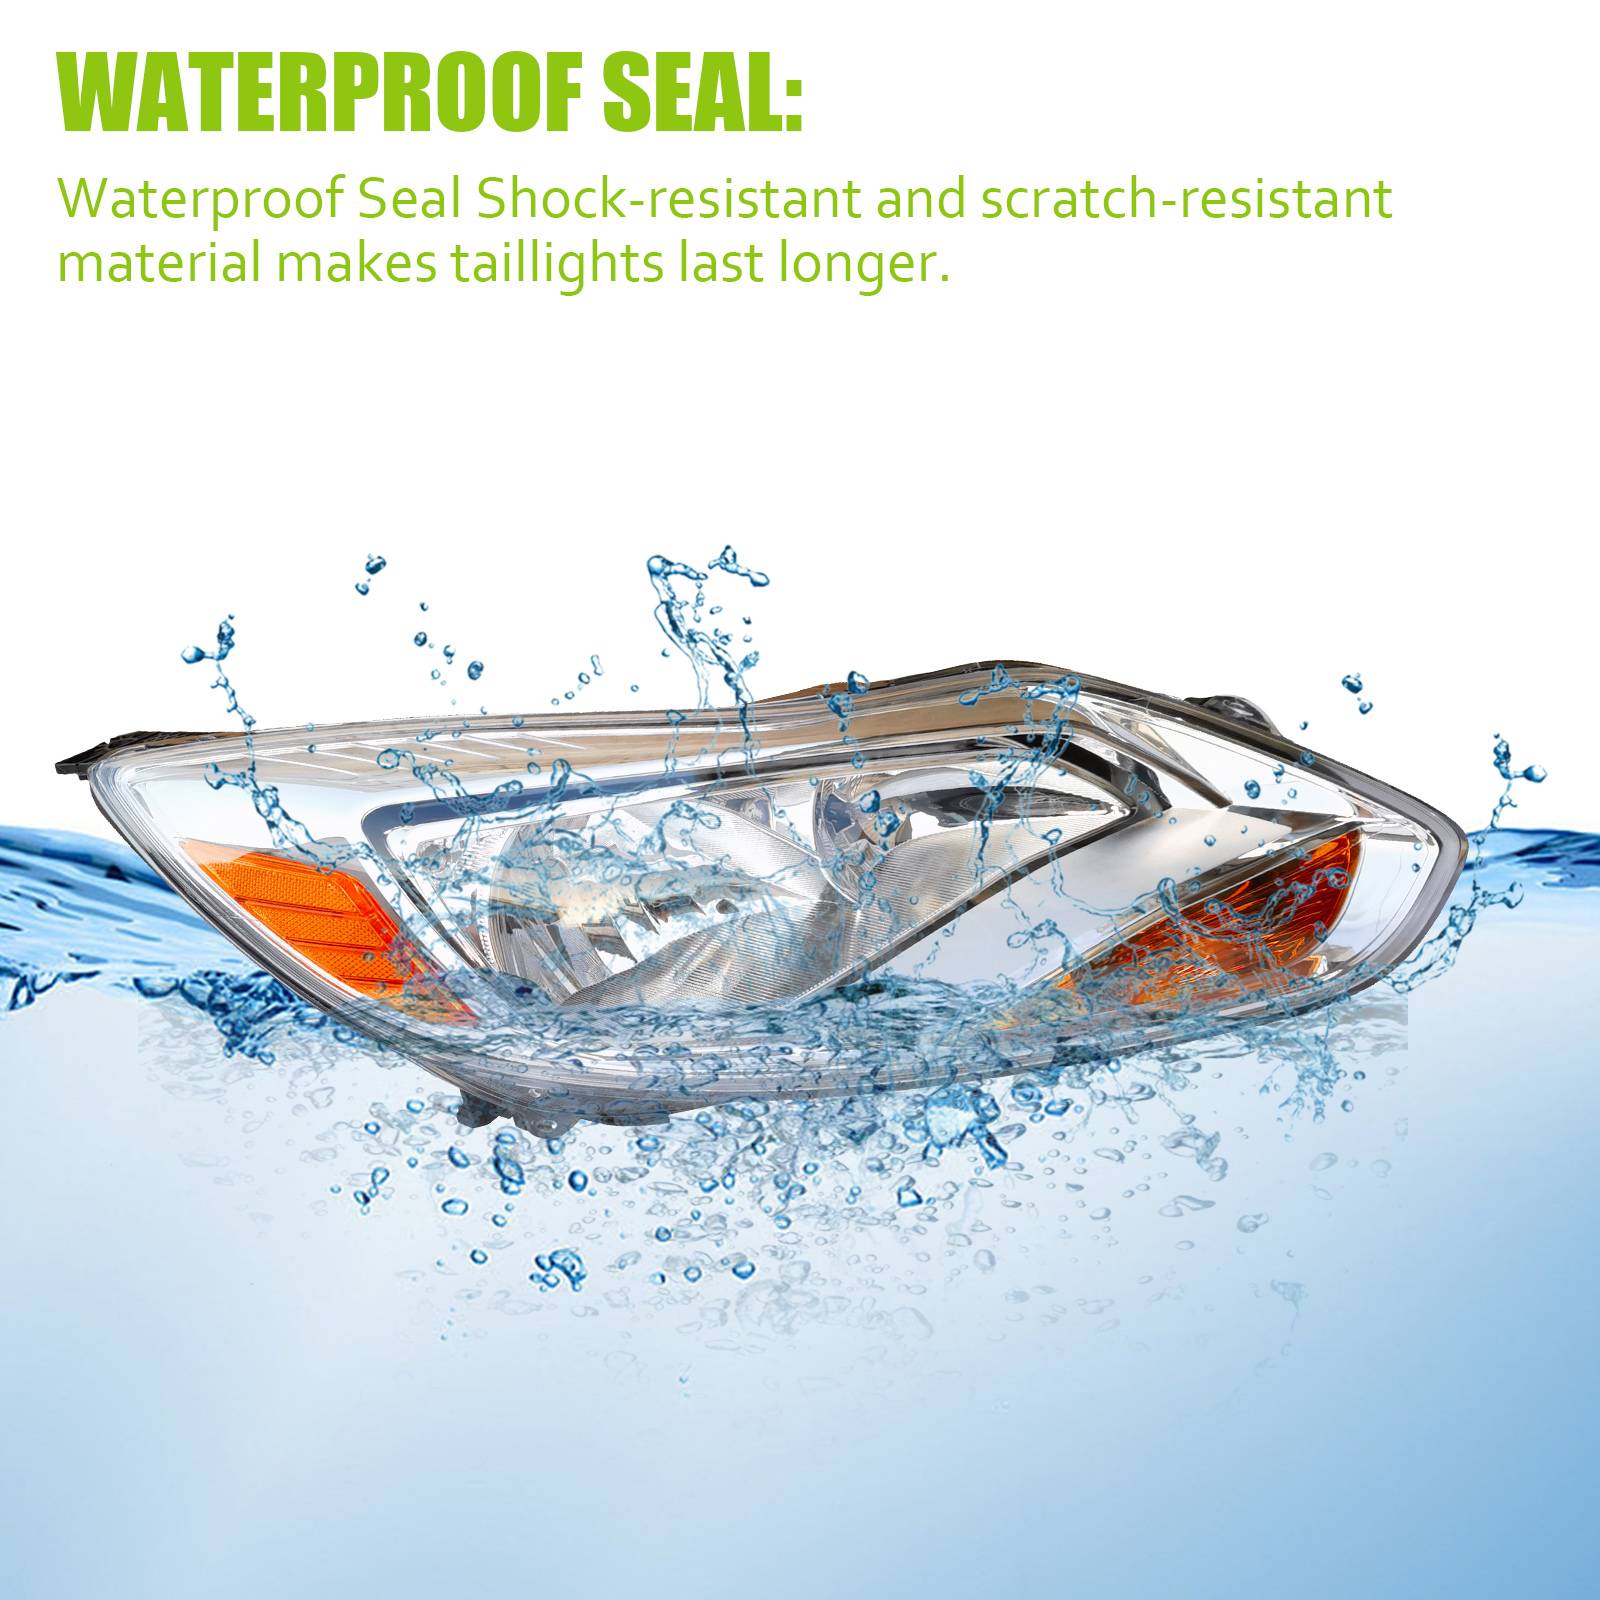 WATERPROOF SEAL:
Waterproof Seal Shock-resistant and scratch-resistant
material makes taillights last longer.